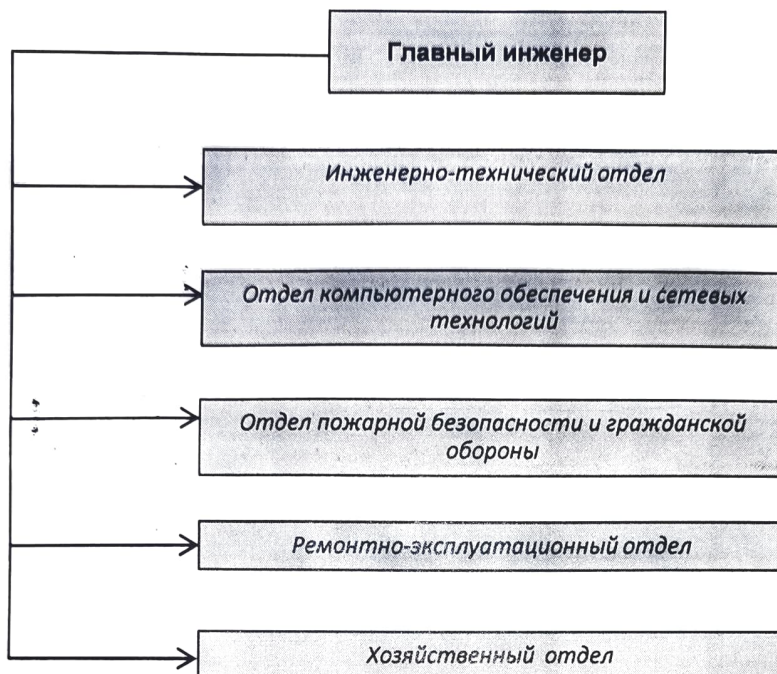 Главный инженер
Инженерно-технический отдел
Отдел компьютерного обеспечения и сетевых
технологий
Отдел пожарной безопасности и гражданской
обороны
Ремонтно-эксплуатационный отдел
Хозяйственный отдел